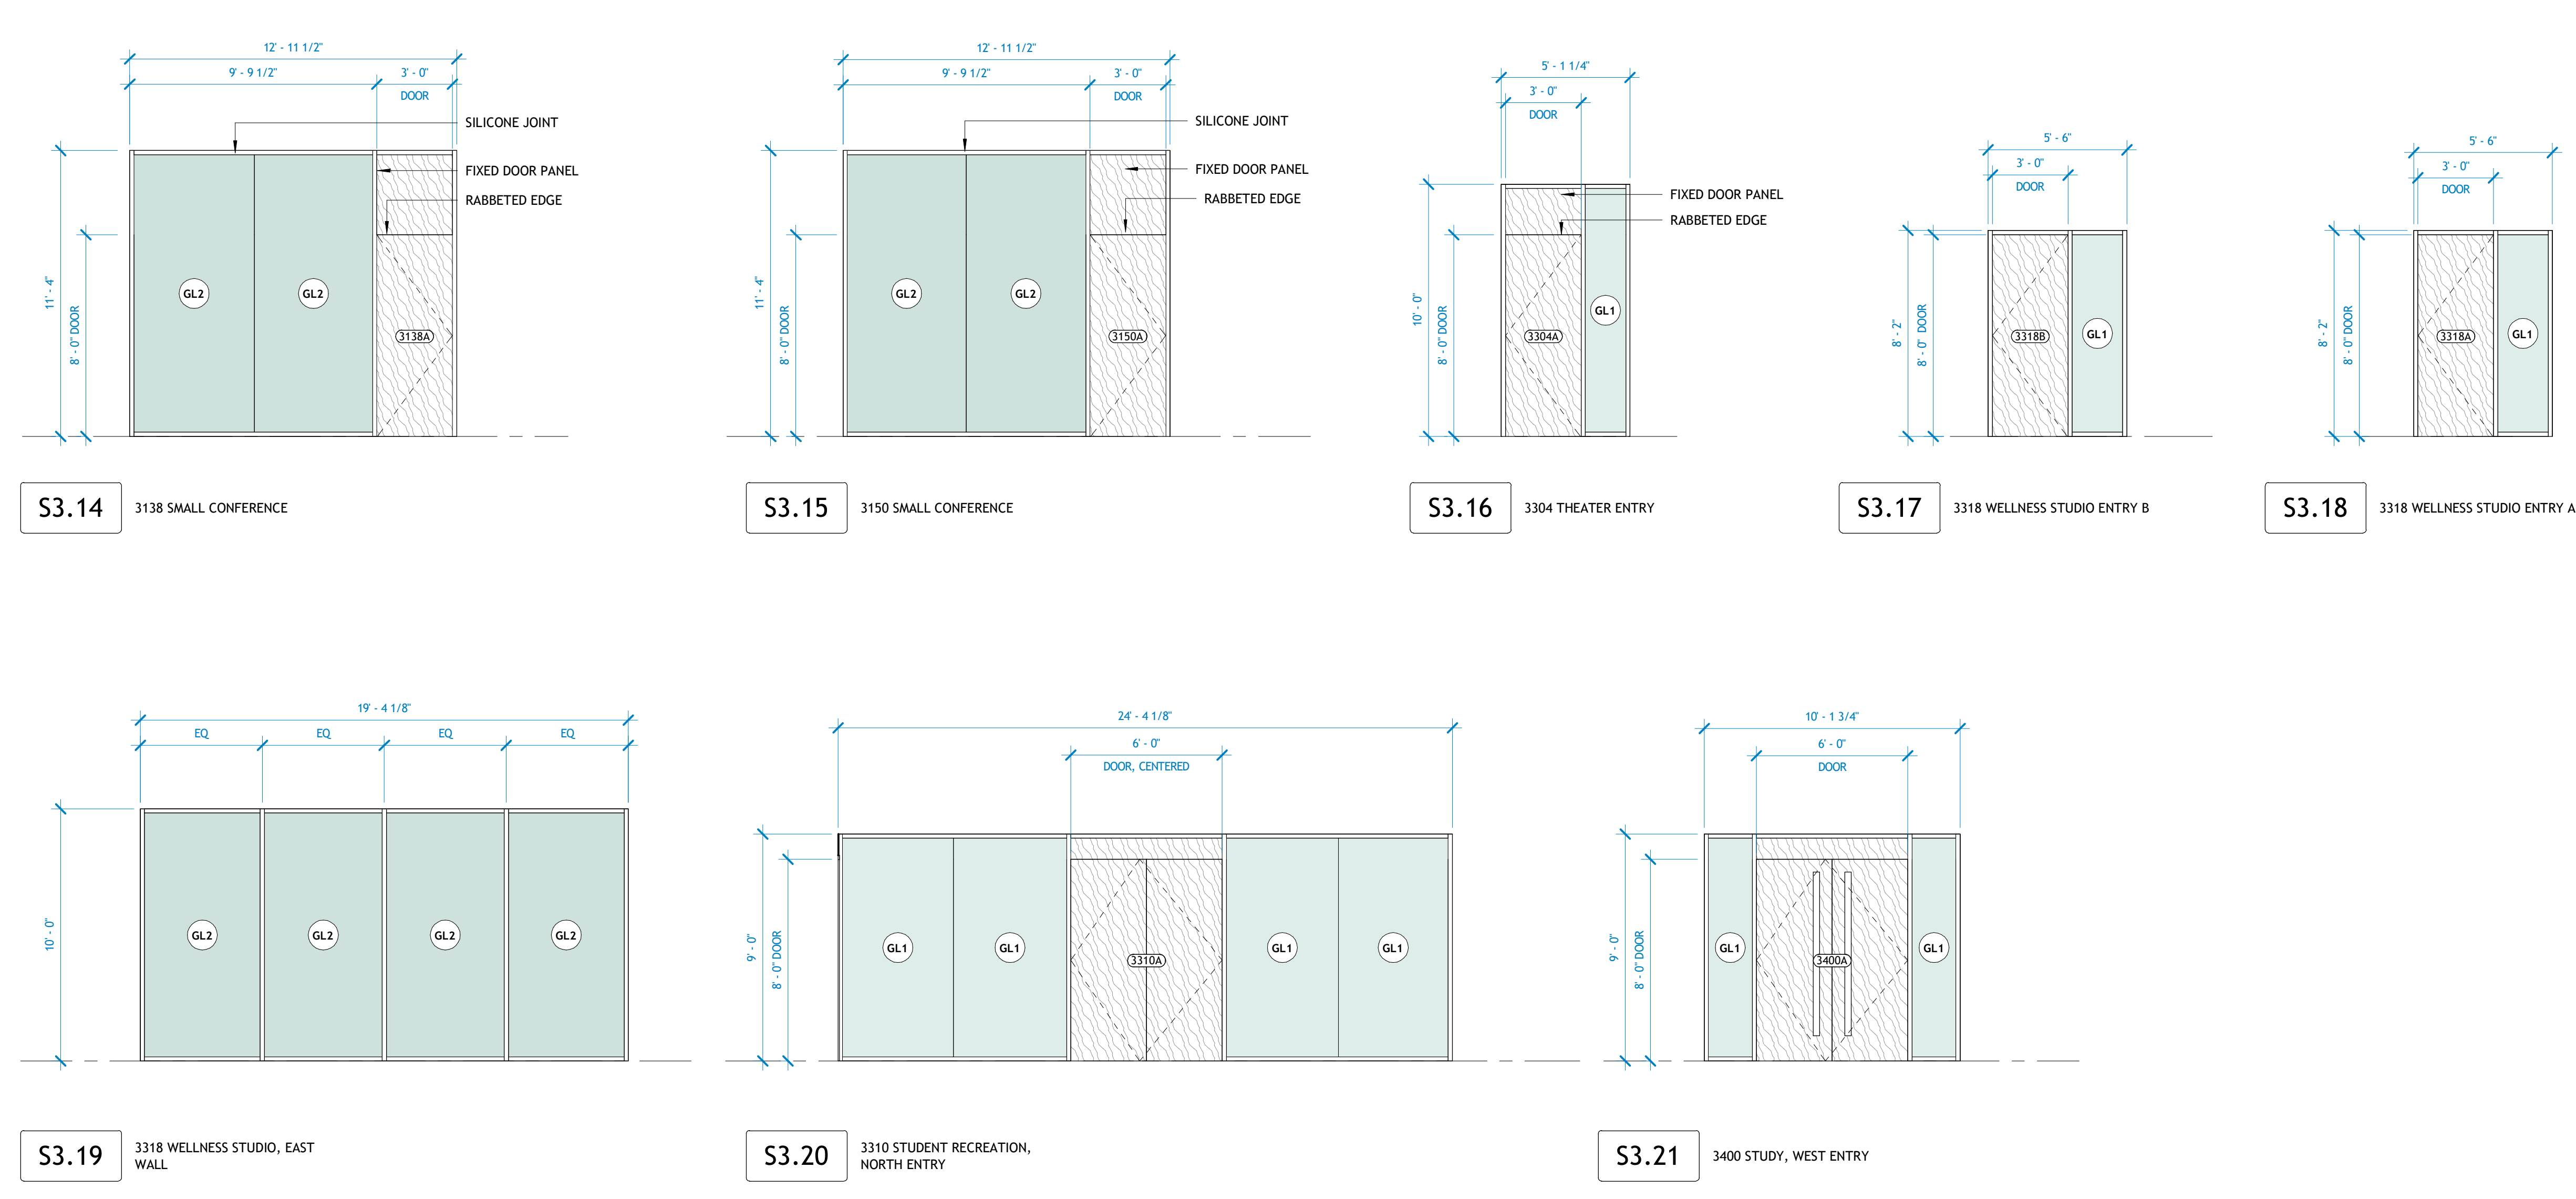 12' - 11 1/2"
9' - 9 1/2"
3' - 0"
DOOR
SILICONE JOINT
FIXED DOOR PANEL
RABBETED EDGE
11' - 4"
8' - 0" DOOR
GL2
GL2
3138A
S3.14
3138 SMALL CONFERENCE
12' - 11 1/2"
9' - 9 1/2"
3' - 0"
DOOR
SILICONE JOINT
FIXED DOOR PANEL
RABBETED EDGE
11' - 4"
8' - 0" DOOR
GL2
GL2
3150A
S3.15
3150 SMALL CONFERENCE
5' - 1 1/4"
3' - 0"
DOOR
FIXED DOOR PANEL
RABBETED EDGE
10' - 0"
8' - 0" DOOR
3304A
GL1
S3.16
3304 THEATER ENTRY
5' - 6"
3' - 0"
DOOR
8' - 2"
8' - 0" DOOR
3318B
GL1
S3.17
3318 WELLNESS STUDIO ENTRY B
5' - 6"
3' - 0"
DOOR
8' - 2"
8' - 0" DOOR
3318A
GL1
S3.18
3318 WELLNESS STUDIO ENTRY A
19' - 4 1/8"
EQ
EQ
EQ
EQ
10' - 0"
GL2
GL2
GL2
GL2
S3.19
3318 WELLNESS STUDIO, EAST
WALL
24' - 4 1/8"
6' - 0"
DOOR, CENTERED
9' - 0"
8' - 0" DOOR
GL1
GL1
3310A
GL1
GL1
S3.20
3310 STUDENT RECREATION,
NORTH ENTRY
10' - 1 3/4"
6' - 0"
DOOR
9' - 0"
8' - 0" DOOR
GL1
3400A
GL1
S3.21
3400 STUDY, WEST ENTRY